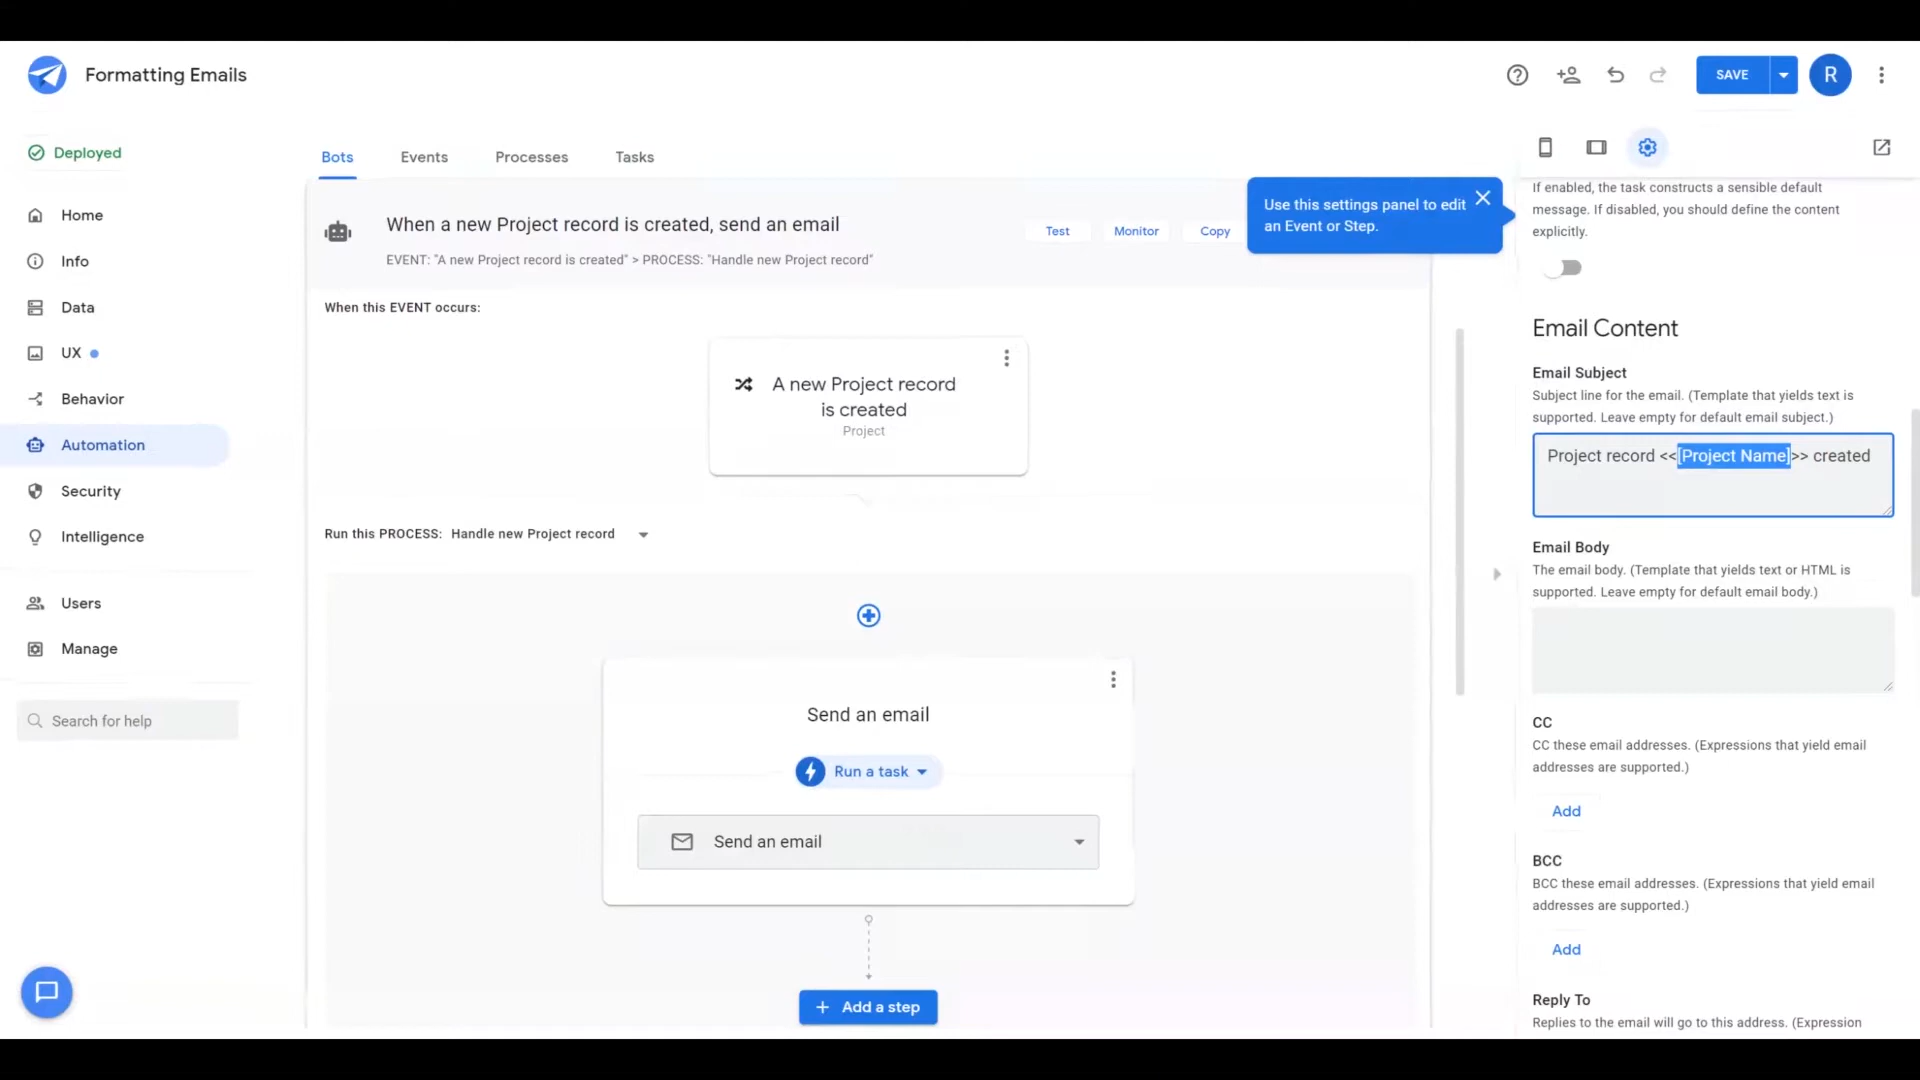 Formatting Emails
SAVE
R
Deployed
Home
Info
Data
UX
Behavior
Automation
Security
Intelligence
Users
Manage
Search for help
Bots
Events
Processes
Tasks
When a new Project record is created, send an email
EVENT: "A new Project record is created" > PROCESS: "Handle new Project record"
Test
Monitor
Copy
When this EVENT occurs:
A new Project record
is created
Project
Run this PROCESS: Handle new Project record
Send an email
Run a task
Send an email
+ Add a step
Use this settings panel to edit
an Event or Step.
If enabled, the task constructs a sensible default
message. If disabled, you should define the content
explicitly.
Email Content
Email Subject
Subject line for the email. (Template that yields text is
supported. Leave empty for default email subject.)
Project record <<[Project Name]>> created
Email Body
The email body. (Template that yields text or HTML is
supported. Leave empty for default email body.)
CC
CC these email addresses. (Expressions that yield email
addresses are supported.)
Add
BCC
BCC these email addresses. (Expressions that yield email
addresses are supported.)
Add
Reply To
Replies to the email will go to this address. (Expression